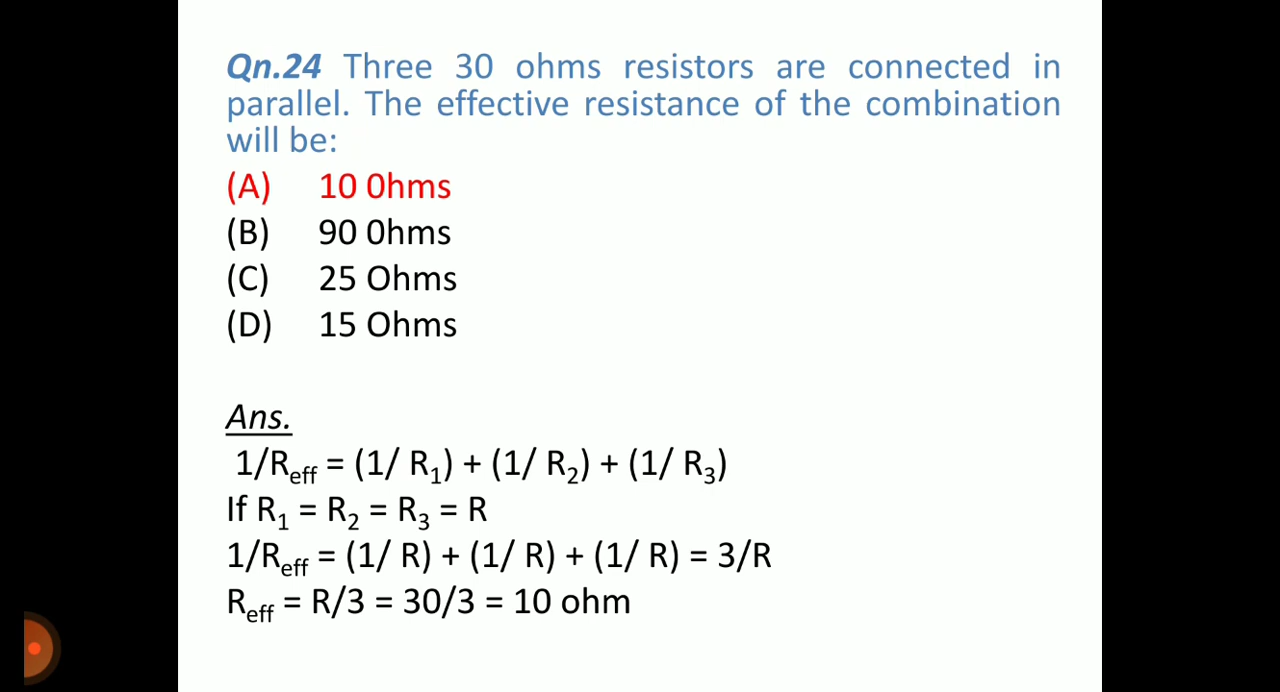 Qn.24 Three 30 ohms resistors are connected in
parallel. The effective resistance of the combination
will be:
(A) 10 0hms
(B) 90 0hms
(C) 25 Ohms
(D) 15 Ohms
Ans.
1/Reff = (1/ R1) + (1/ R2) + (1/ R3)
If R1 = R2 = R3 = R
1/Reff = (1/ R) + (1/ R) + (1/ R) = 3/R
Reff = R/3 = 30/3 = 10 ohm